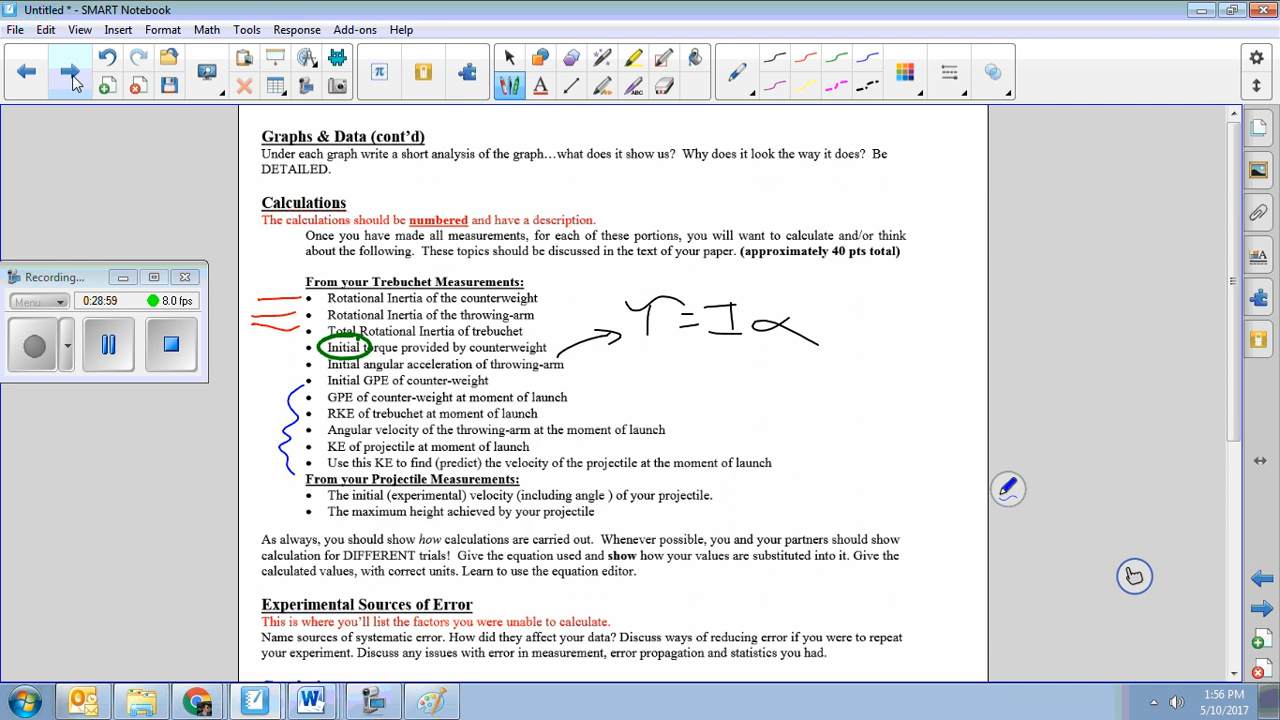 Untitled * - SMART Notebook
File Edit View Insert Format Math Tools Response Add-ons Help
Graphs & Data (cont'd)
Under each graph write a short analysis of the graph…what does it show us? Why does it look the way it does? Be
DETAILED.
Calculations
The calculations should be numbered and have a description.
Once you have made all measurements, for each of these portions, you will want to calculate and/or think
about the following. These topics should be discussed in the text of your paper. (approximately 40 pts total)
Recording...
Menu
0:28:59
8.0 fps
From your Trebuchet Measurements:
• Rotational Inertia of the counterweight
• Rotational Inertia of the throwing-arm
• Total Rotational Inertia of trebuchet
• Initial torque provided by counterweight
• Initial angular acceleration of throwing-arm
• Initial GPE of counter-weight
• GPE of counter-weight at moment of launch
• RKE of trebuchet at moment of launch
• Angular velocity of the throwing-arm at the moment of launch
• KE of projectile at moment of launch
• Use this KE to find (predict) the velocity of the projectile at the moment of launch
τ = I α
From your Projectile Measurements:
• The initial (experimental) velocity (including angle ) of your projectile.
• The maximum height achieved by your projectile
As always, you should show how calculations are carried out. Whenever possible, you and your partners should show
calculation for DIFFERENT trials! Give the equation used and show how your values are substituted into it. Give the
calculated values, with correct units. Learn to use the equation editor.
Experimental Sources of Error
This is where you'll list the factors you were unable to calculate.
Name sources of systematic error. How did they affect your data? Discuss ways of reducing error if you were to repeat
your experiment. Discuss any issues with error in measurement, error propagation and statistics you had.
1:56 PM
5/10/2017